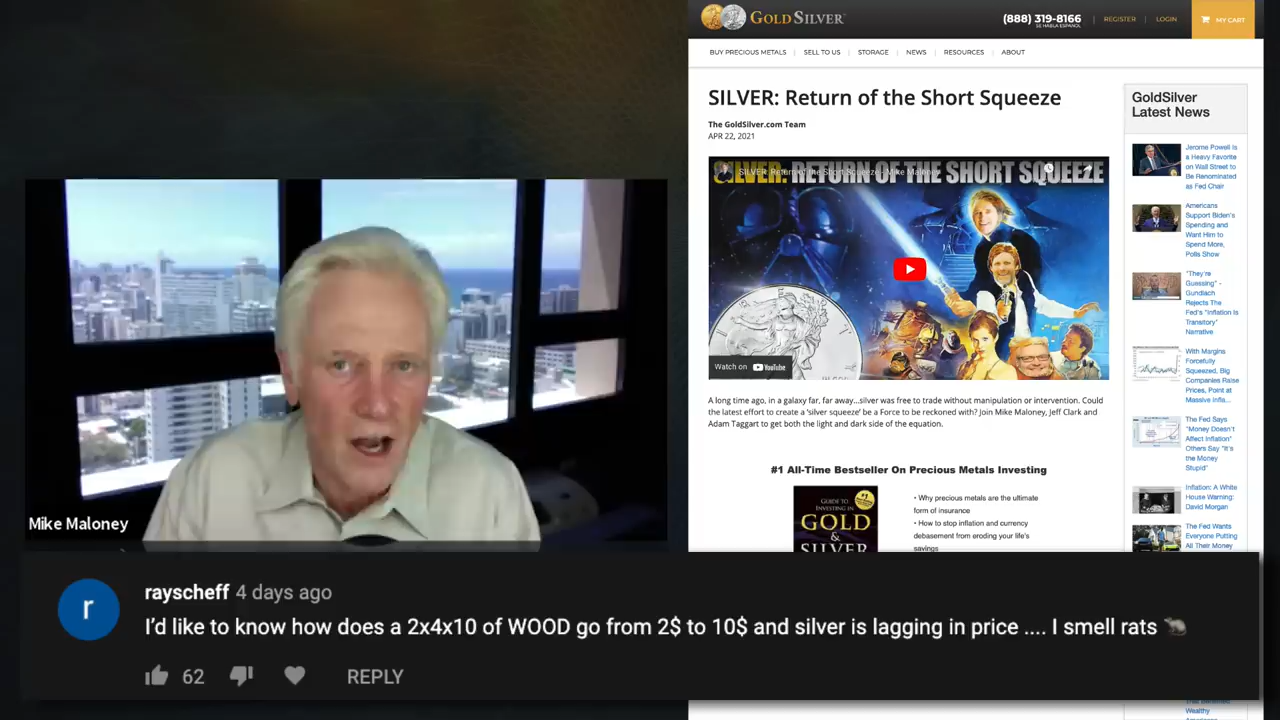 GOLDSILVER
(888) 319-8166
SE HABLA ESPANOL
REGISTER
LOGIN
MY CART
BUY PRECIOUS METALS
SELL TO US
STORAGE
NEWS
RESOURCES
ABOUT
SILVER: Return of the Short Squeeze
The GoldSilver.com Team
APR 22, 2021
SILVER: RETURN OF THE SHORT SQUEEZE
SILVER: Return of the Short Squeeze - Mike Maloney
Watch on YouTube
A long time ago, in a galaxy far, far away...silver was free to trade without manipulation or intervention. Could
the latest effort to create a 'silver squeeze' be a Force to be reckoned with? Join Mike Maloney, Jeff Clark and
Adam Taggart to get both the light and dark side of the equation.
#1 All-Time Bestseller On Precious Metals Investing
GUIDE TO
INVESTING IN
GOLD
&
SILVER
• Why precious metals are the ultimate
form of insurance
• How to stop inflation and currency
debasement from eroding your life's
savings
GoldSilver
Latest News
Jerome Powell Is
a Heavy Favorite
on Wall Street to
Be Renominated
as Fed Chair
Americans
Support Biden's
Spending and
Want Him to
Spend More,
Polls Show
"They're
Guessing" -
Gundlach
Rejects The
Fed's "Inflation Is
Transitory"
Narrative
With Margins
Forcefully
Squeezed, Big
Companies Raise
Prices, Point at
Massive Infla...
The Fed Says
"Money Doesn't
Affect Inflation"
Others Say "It's
the Money
Stupid"
Inflation: A White
House Warning:
David Morgan
The Fed Wants
Everyone Putting
All Their Money
Wealthy
Mike Maloney
r
rayscheff 4 days ago
I'd like to know how does a 2x4x10 of WOOD go from 2$ to 10$ and silver is lagging in price .... I smell rats 🐀
62
REPLY